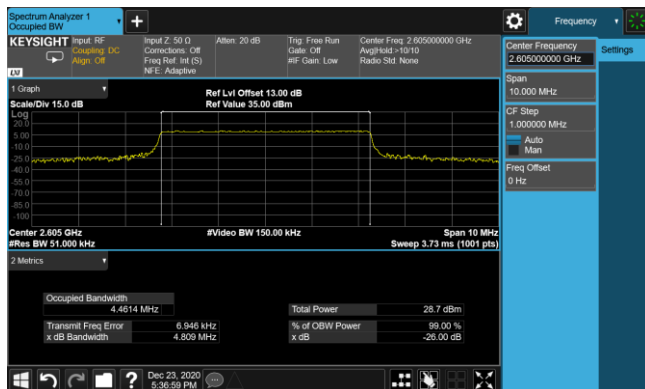 Spectrum Analyzer 1
Occupied BW
Frequency
KEYSIGHT
Input: RF
Coupling: DC
Align: Off
Input Z: 50 Ω
Corrections: Off
Freq Ref: Int (S)
NFE: Adaptive
Atten: 20 dB
Trig: Free Run
Gate: Off
#IF Gain: Low
Center Freq: 2.605000000 GHz
Avg|Hold:>10/10
Radio Std: None
LXI
Center Frequency
2.605000000 GHz
Settings
Span
10.000 MHz
CF Step
1.000000 MHz
Auto
Man
Freq Offset
0 Hz
1 Graph
Scale/Div 15.0 dB
Ref Lvl Offset 13.00 dB
Ref Value 35.00 dBm
Log
20.0
5.00
-10.0
-25.0
-40.0
-55.0
-70.0
-85.0
-100
Center 2.605 GHz
#Video BW 150.00 kHz
Span 10 MHz
#Res BW 51.000 kHz
Sweep 3.73 ms (1001 pts)
2 Metrics
Occupied Bandwidth
4.4614 MHz
Total Power 28.7 dBm
Transmit Freq Error 6.946 kHz
% of OBW Power 99.00 %
x dB Bandwidth 4.809 MHz
x dB -26.00 dB
Dec 23, 2020
5:36:59 PM